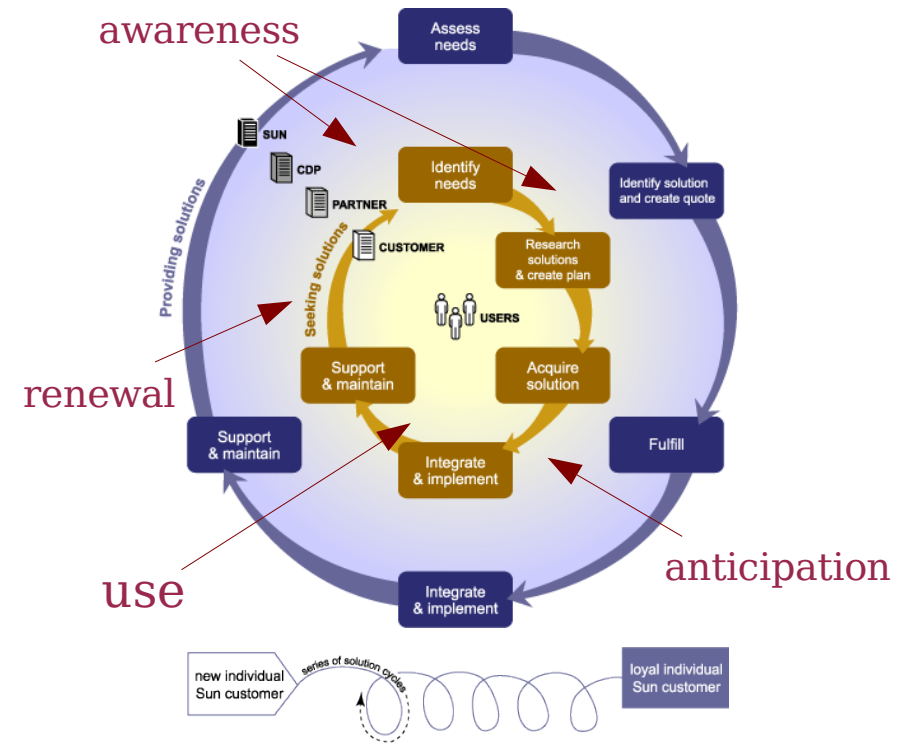 awareness
Assess
needs
SUN
CDP
PARTNER
CUSTOMER
Identify
needs
Identify solution
and create quote
Providing solutions
Seeking solutions
Research
solutions
& create plan
USERS
renewal
Support
& maintain
Acquire
solution
Support
& maintain
Fulfill
Integrate
& implement
use
anticipation
Integrate
& implement
new individual
Sun customer
series of solution cycles
loyal individual
Sun customer